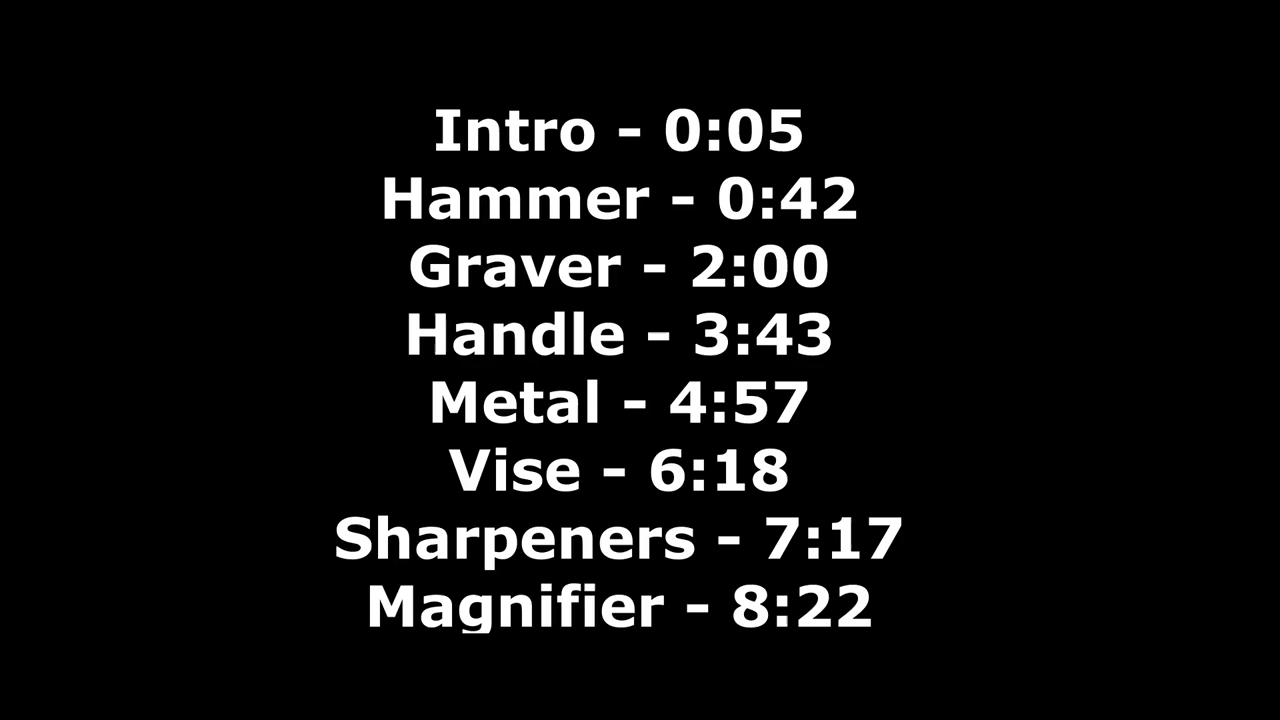 Intro - 0:05
Hammer - 0:42
Graver - 2:00
Handle - 3:43
Metal - 4:57
Vise - 6:18
Sharpeners - 7:17
Magnifier - 8:22